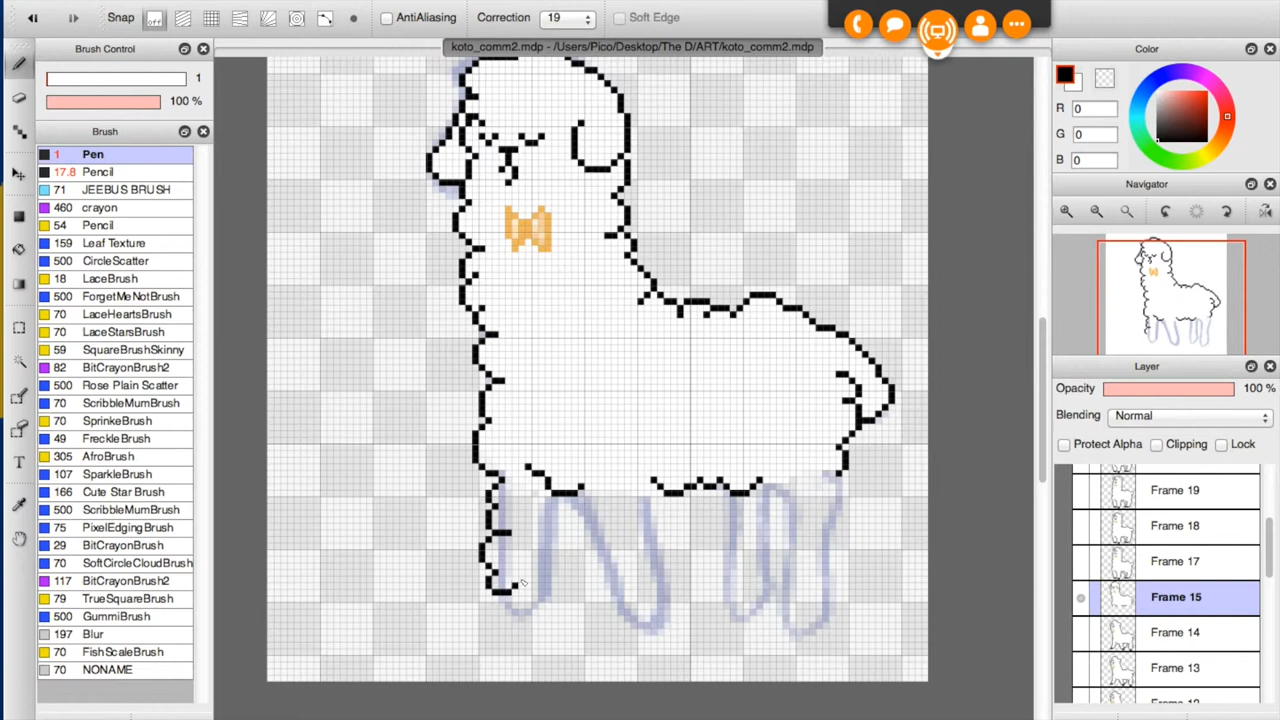 Snap AntiAliasing Correction 19 Soft Edge
koto_comm2.mdp - /Users/Pico/Desktop/The D/ART/koto_comm2.mdp
Brush Control
1
100 %
Brush
1 Pen
17.8 Pencil
71 JEEBUS BRUSH
460 crayon
54 Pencil
159 Leaf Texture
500 CircleScatter
18 LaceBrush
500 ForgetMeNotBrush
70 LaceHeartsBrush
70 LaceStarsBrush
59 SquareBrushSkinny
82 BitCrayonBrush2
500 Rose Plain Scatter
70 ScribbleMumBrush
70 SprinkeBrush
49 FreckleBrush
305 AfroBrush
107 SparkleBrush
166 Cute Star Brush
500 ScribbleMumBrush
75 PixelEdgingBrush
29 BitCrayonBrush
70 SoftCircleCloudBrush
117 BitCrayonBrush2
79 TrueSquareBrush
500 GummiBrush
197 Blur
50 FishScaleBrush
70 NONAME
Color
R 0
G 0
B 0
Navigator
Layer
Opacity 100 %
Blending Normal
Protect Alpha Clipping Lock
Frame 19
Frame 18
Frame 17
Frame 15
Frame 14
Frame 13